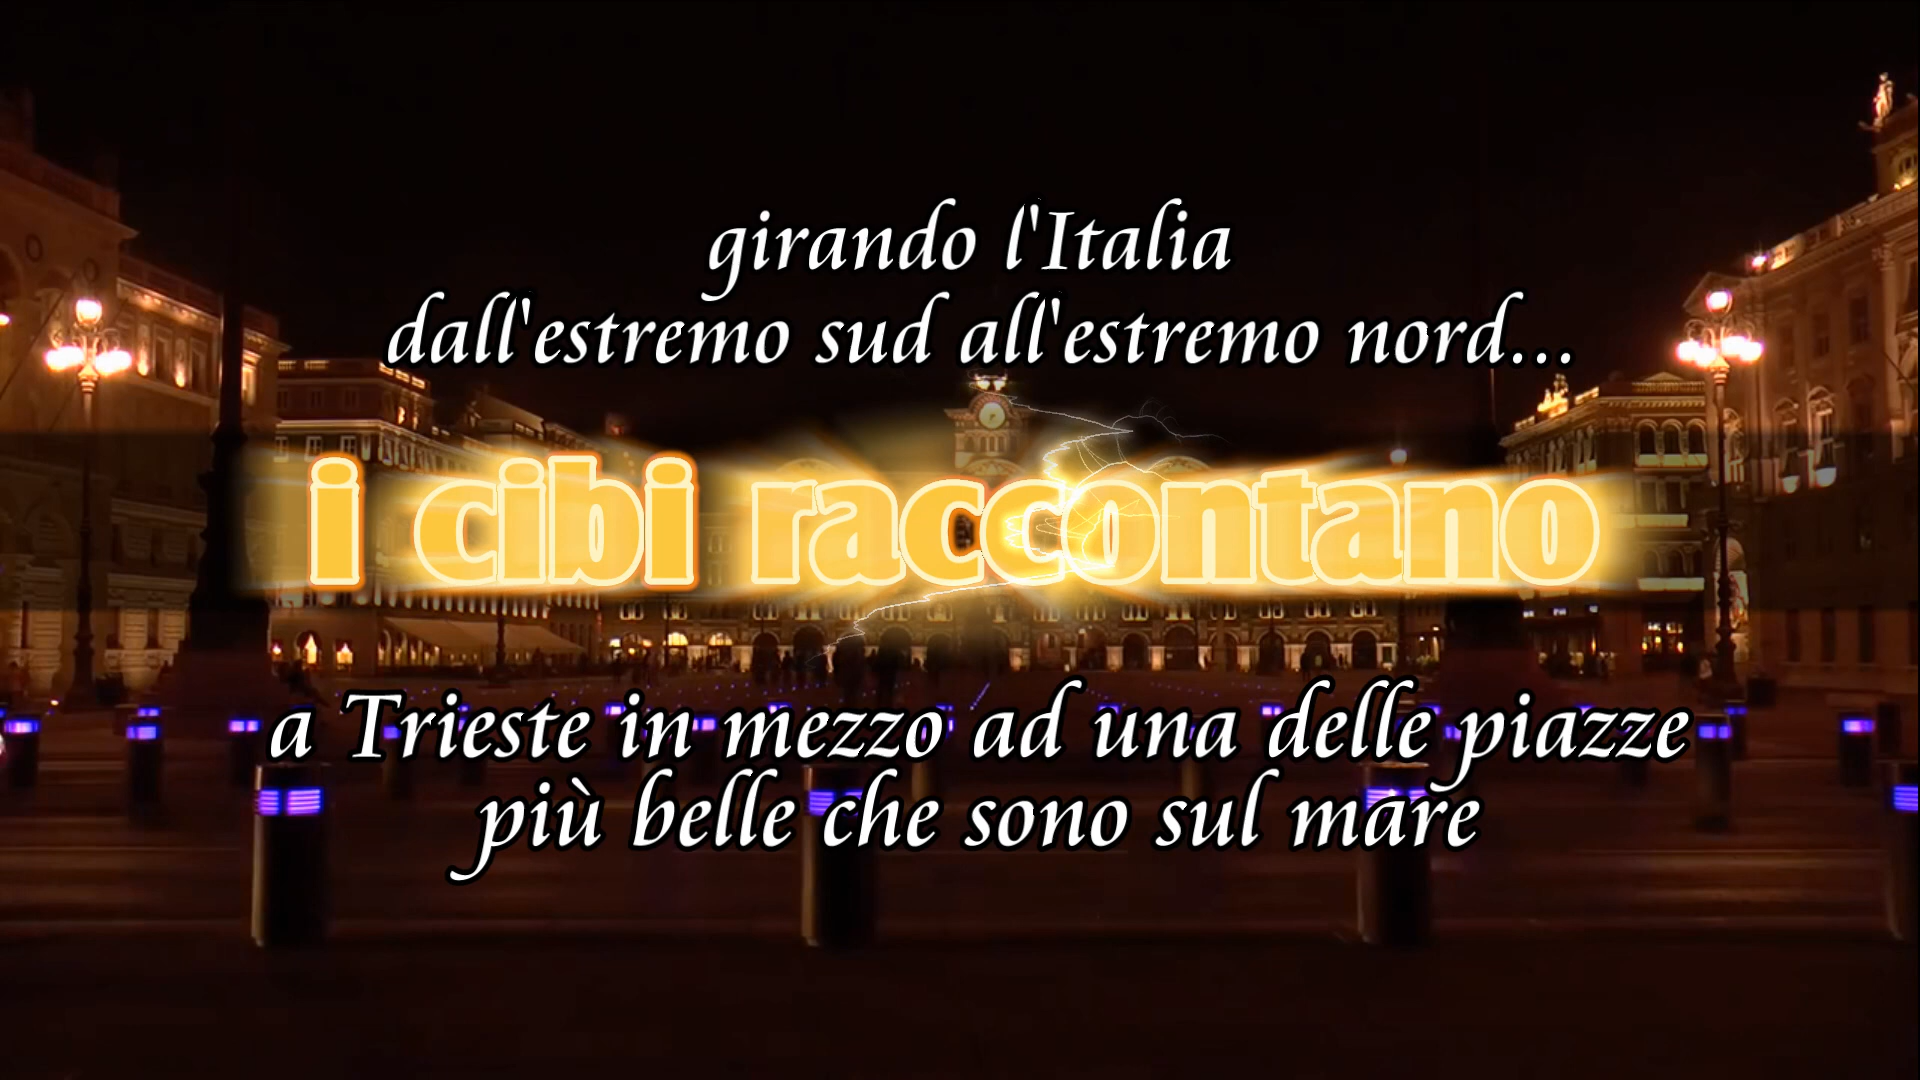 girando l'Italia
dall'estremo sud all'estremo nord...
i cibi raccontano
a Trieste in mezzo ad una delle piazze
più belle che sono sul mare